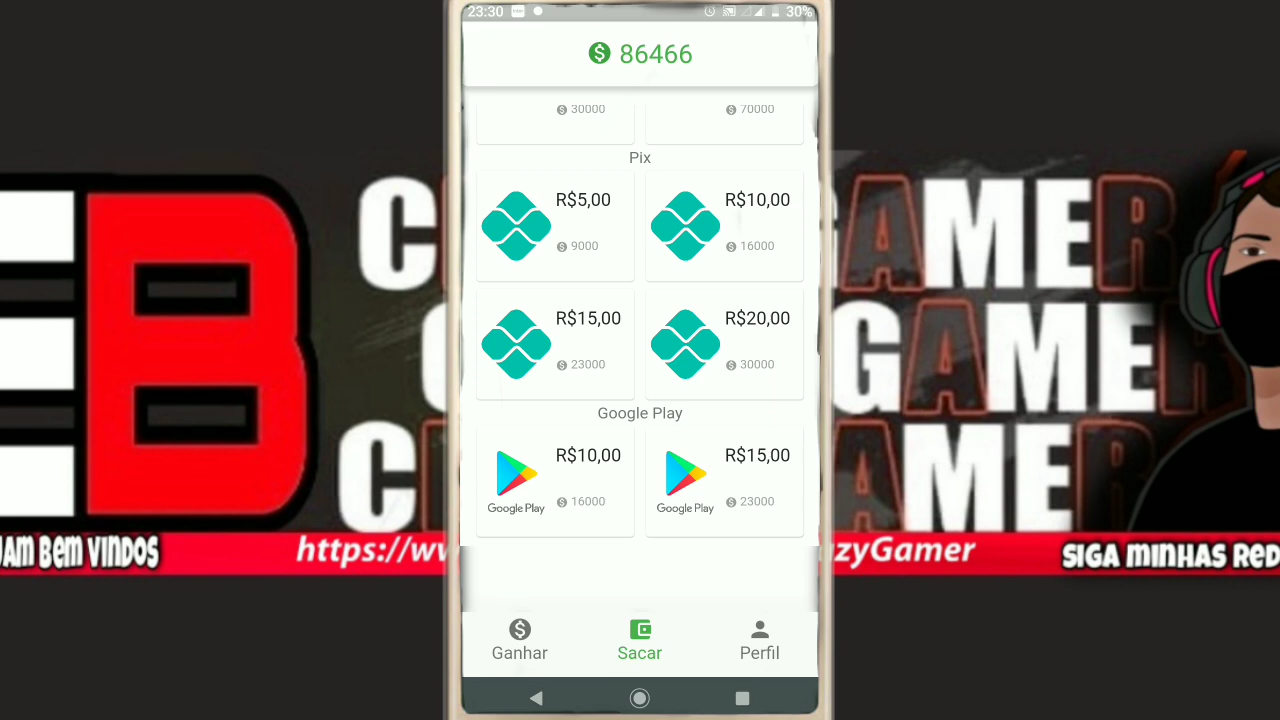 23:30
30%
86466
30000
70000
Pix
R$5,00
9000
R$10,00
16000
R$15,00
23000
R$20,00
30000
Google Play
R$10,00
Google Play
16000
R$15,00
Google Play
23000
Ganhar
Sacar
Perfil
EB
GAMER
GAMER
GAMER
JAM BEM VINDOS
https://ww
zyGamer
SIGA MINHAS RED